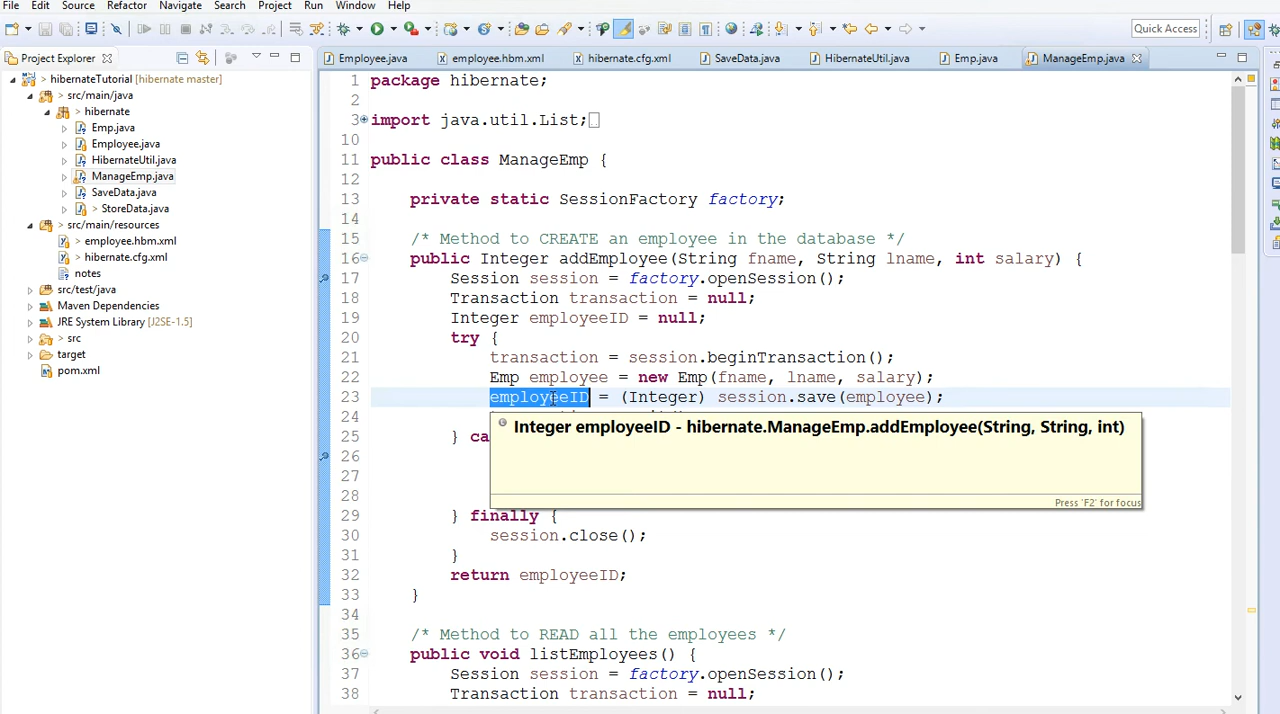 File Edit Source Refactor Navigate Search Project Run Window Help
Quick Access
Project Explorer
hibernateTutorial [hibernate master]
> src/main/java
> hibernate
> Emp.java
> Employee.java
HibernateUtil.java
ManageEmp.java
SaveData.java
> StoreData.java
> src/main/resources
> employee.hbm.xml
> hibernate.cfg.xml
notes
src/test/java
Maven Dependencies
JRE System Library [J2SE-1.5]
> src
target
pom.xml
Employee.java employee.hbm.xml hibernate.cfg.xml SaveData.java HibernateUtil.java Emp.java ManageEmp.java
1 package hibernate;
2
3 import java.util.List;
10
11 public class ManageEmp {
12
13 private static SessionFactory factory;
14
15 /* Method to CREATE an employee in the database */
16 public Integer addEmployee(String fname, String lname, int salary) {
17 Session session = factory.openSession();
18 Transaction transaction = null;
19 Integer employeeID = null;
20 try {
21 transaction = session.beginTransaction();
22 Emp employee = new Emp(fname, lname, salary);
23 employeeID = (Integer) session.save(employee);
24
25 } ca
Integer employeeID - hibernate.ManageEmp.addEmployee(String, String, int)
26
27
28
Press 'F2' for focus
29 } finally {
30 session.close();
31 }
32 return employeeID;
33 }
34
35 /* Method to READ all the employees */
36 public void listEmployees() {
37 Session session = factory.openSession();
38 Transaction transaction = null;